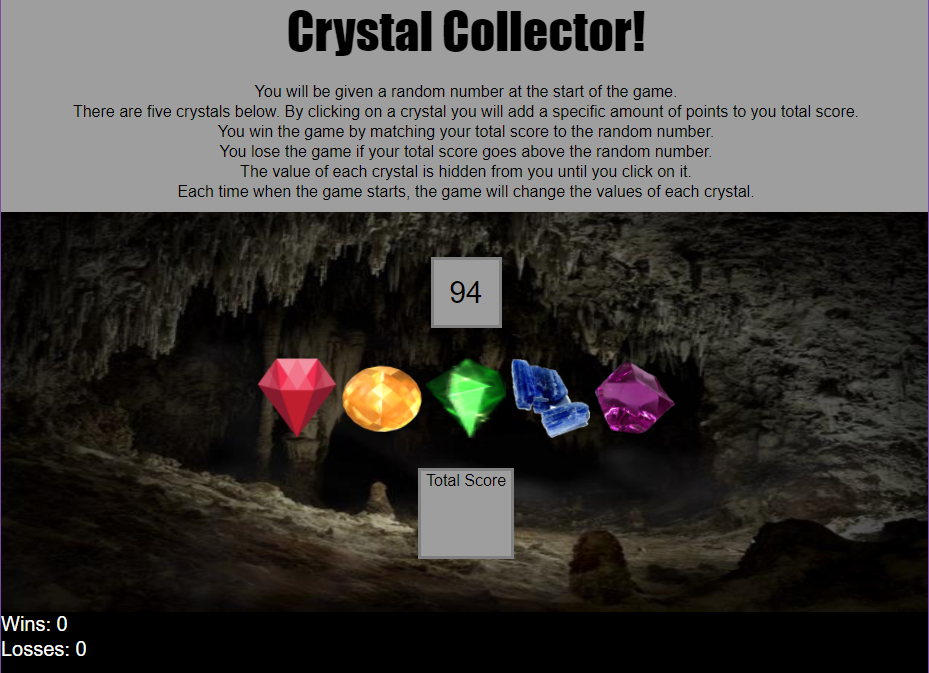 Crystal Collector!
You will be given a random number at the start of the game.
There are five crystals below. By clicking on a crystal you will add a specific amount of points to you total score.
You win the game by matching your total score to the random number.
You lose the game if your total score goes above the random number.
The value of each crystal is hidden from you until you click on it.
Each time when the game starts, the game will change the values of each crystal.
94
Total Score
Wins: 0
Losses: 0